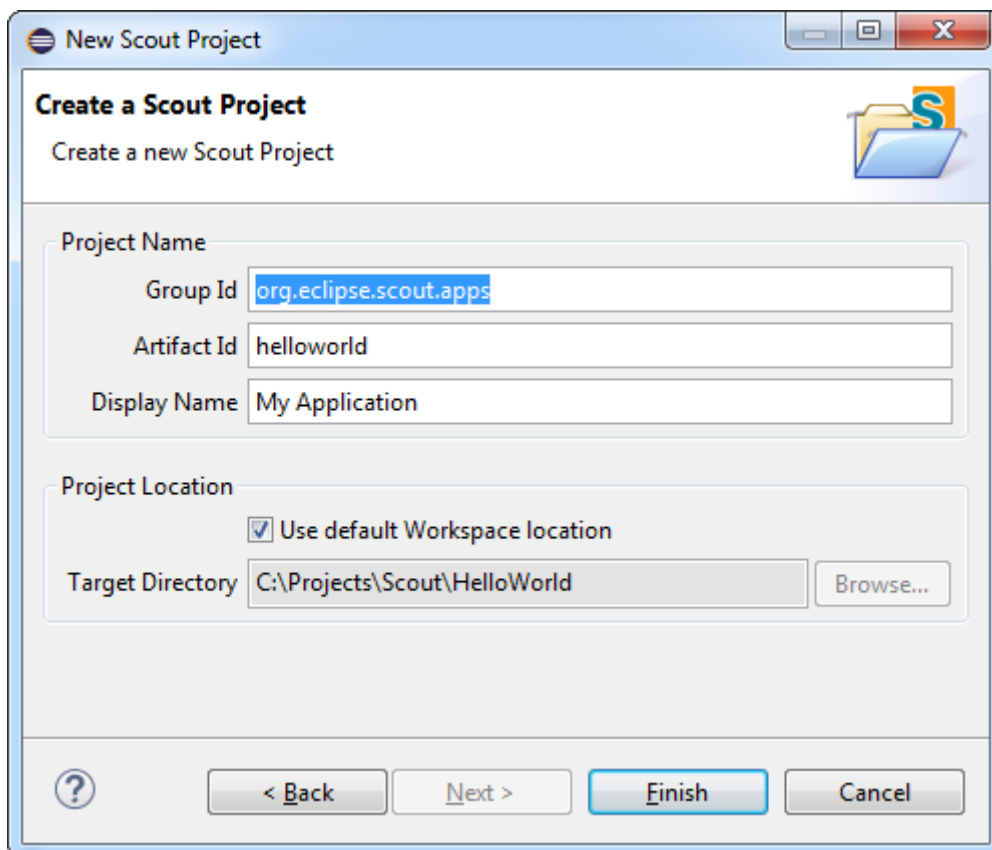 New Scout Project
Create a Scout Project
Create a new Scout Project
S
Project Name
Group Id org.eclipse.scout.apps
Artifact Id helloworld
Display Name My Application
Project Location
Use default Workspace location
Target Directory C:\Projects\Scout\HelloWorld Browse...
? < Back Next > Finish Cancel